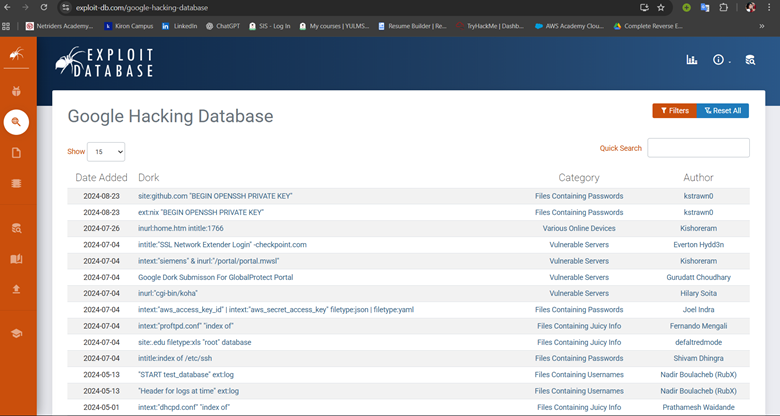 exploit-db.com/google-hacking-database
Netriders Academy... Kiron Campus LinkedIn ChatGPT SIS - Log In My courses | YULMS... Resume Builder | Re... TryHackMe | Dashb... AWS Academy Clou... Complete Reverse E...
EXPLOIT
DATABASE
Google Hacking Database
Filters Reset All
Show 15 Quick Search
Date Added Dork Category Author
2024-08-23 site:github.com "BEGIN OPENSSH PRIVATE KEY" Files Containing Passwords kstrawn0
2024-08-23 ext:nix "BEGIN OPENSSH PRIVATE KEY" Files Containing Passwords kstrawn0
2024-07-26 inurl:home.htm intitle:1766 Various Online Devices Kishoreram
2024-07-04 intitle:"SSL Network Extender Login" -checkpoint.com Vulnerable Servers Everton Hydd3n
2024-07-04 intext:"siemens" & inurl:"/portal/portal.mwsl" Vulnerable Servers Kishoreram
2024-07-04 Google Dork Submisson For GlobalProtect Portal Vulnerable Servers Gurudatt Choudhary
2024-07-04 inurl:"cgi-bin/koha" Vulnerable Servers Hilary Soita
2024-07-04 intext:"aws_access_key_id" | intext:"aws_secret_access_key" filetype:json | filetype:yaml Files Containing Passwords Joel Indra
2024-07-04 intext:"proftpd.conf" "index of" Files Containing Juicy Info Fernando Mengali
2024-07-04 site:.edu filetype:xls "root" database Files Containing Juicy Info defaltredmode
2024-07-04 intitle:index of /etc/ssh Files Containing Passwords Shivam Dhingra
2024-05-13 "START test_database" ext:log Files Containing Usernames Nadir Boulacheb (RubX)
2024-05-13 "Header for logs at time" ext:log Files Containing Usernames Nadir Boulacheb (RubX)
2024-05-01 intext:"dhcpd.conf" "index of" Files Containing Juicy Info Prathamesh Waidande